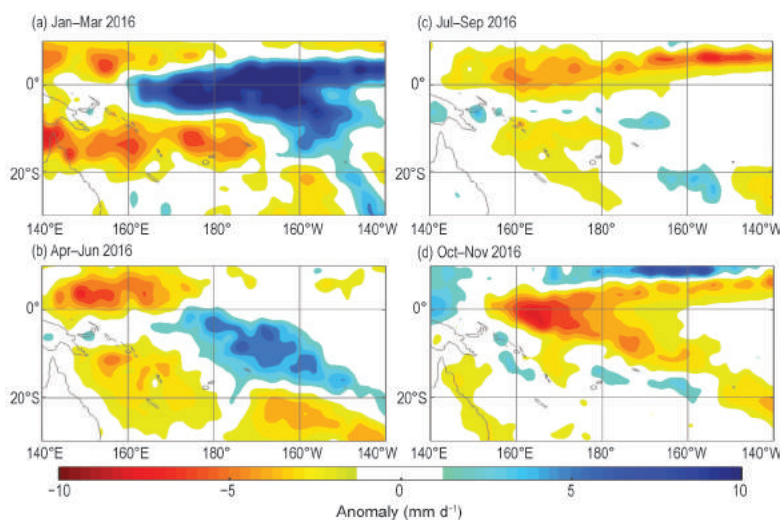 (a) Jan–Mar 2016
0°
20°S
140°E 160°E 180° 160°W 140°W
(c) Jul–Sep 2016
0°
20°S
140°E 160°E 180° 160°W 140°W
(b) Apr–Jun 2016
0°
20°S
140°E 160°E 180° 160°W 140°W
(d) Oct–Nov 2016
0°
20°S
140°E 160°E 180° 160°W 140°W
−10 −5 0 5 10
Anomaly (mm d⁻¹)